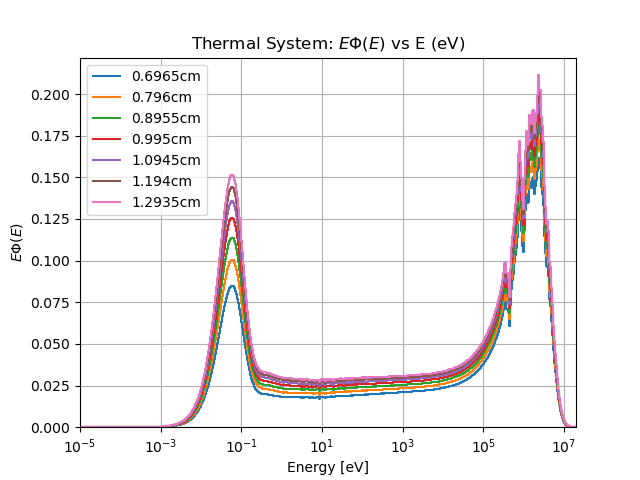 Thermal System: EΦ(E) vs E (eV)
0.6965cm
0.796cm
0.8955cm
0.995cm
1.0945cm
1.194cm
1.2935cm
0.200
0.175
0.150
0.125
0.100
0.075
0.050
0.025
0.000
EΦ(E)
10⁻⁵
10⁻³
10⁻¹
10¹
10³
10⁵
10⁷
Energy [eV]